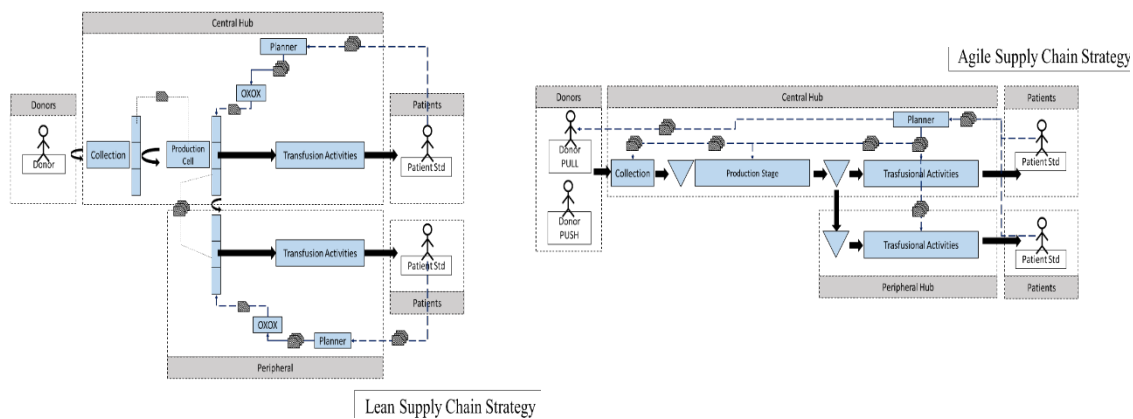 Central Hub
Planner
OXOX
Donors
Donor
Collection
Production
Cell
Transfusion Activities
Patients
Patient Std
Transfusion Activities
Patient Std
Patients
OXOX
Planner
Peripheral
Lean Supply Chain Strategy
Agile Supply Chain Strategy
Donors
Central Hub
Patients
Planner
Donor
PULL
Patient Std
Collection
Production Stage
Trasfusional Activities
Donor
PUSH
Trasfusional Activities
Patient Std
Peripheral Hub
Patients